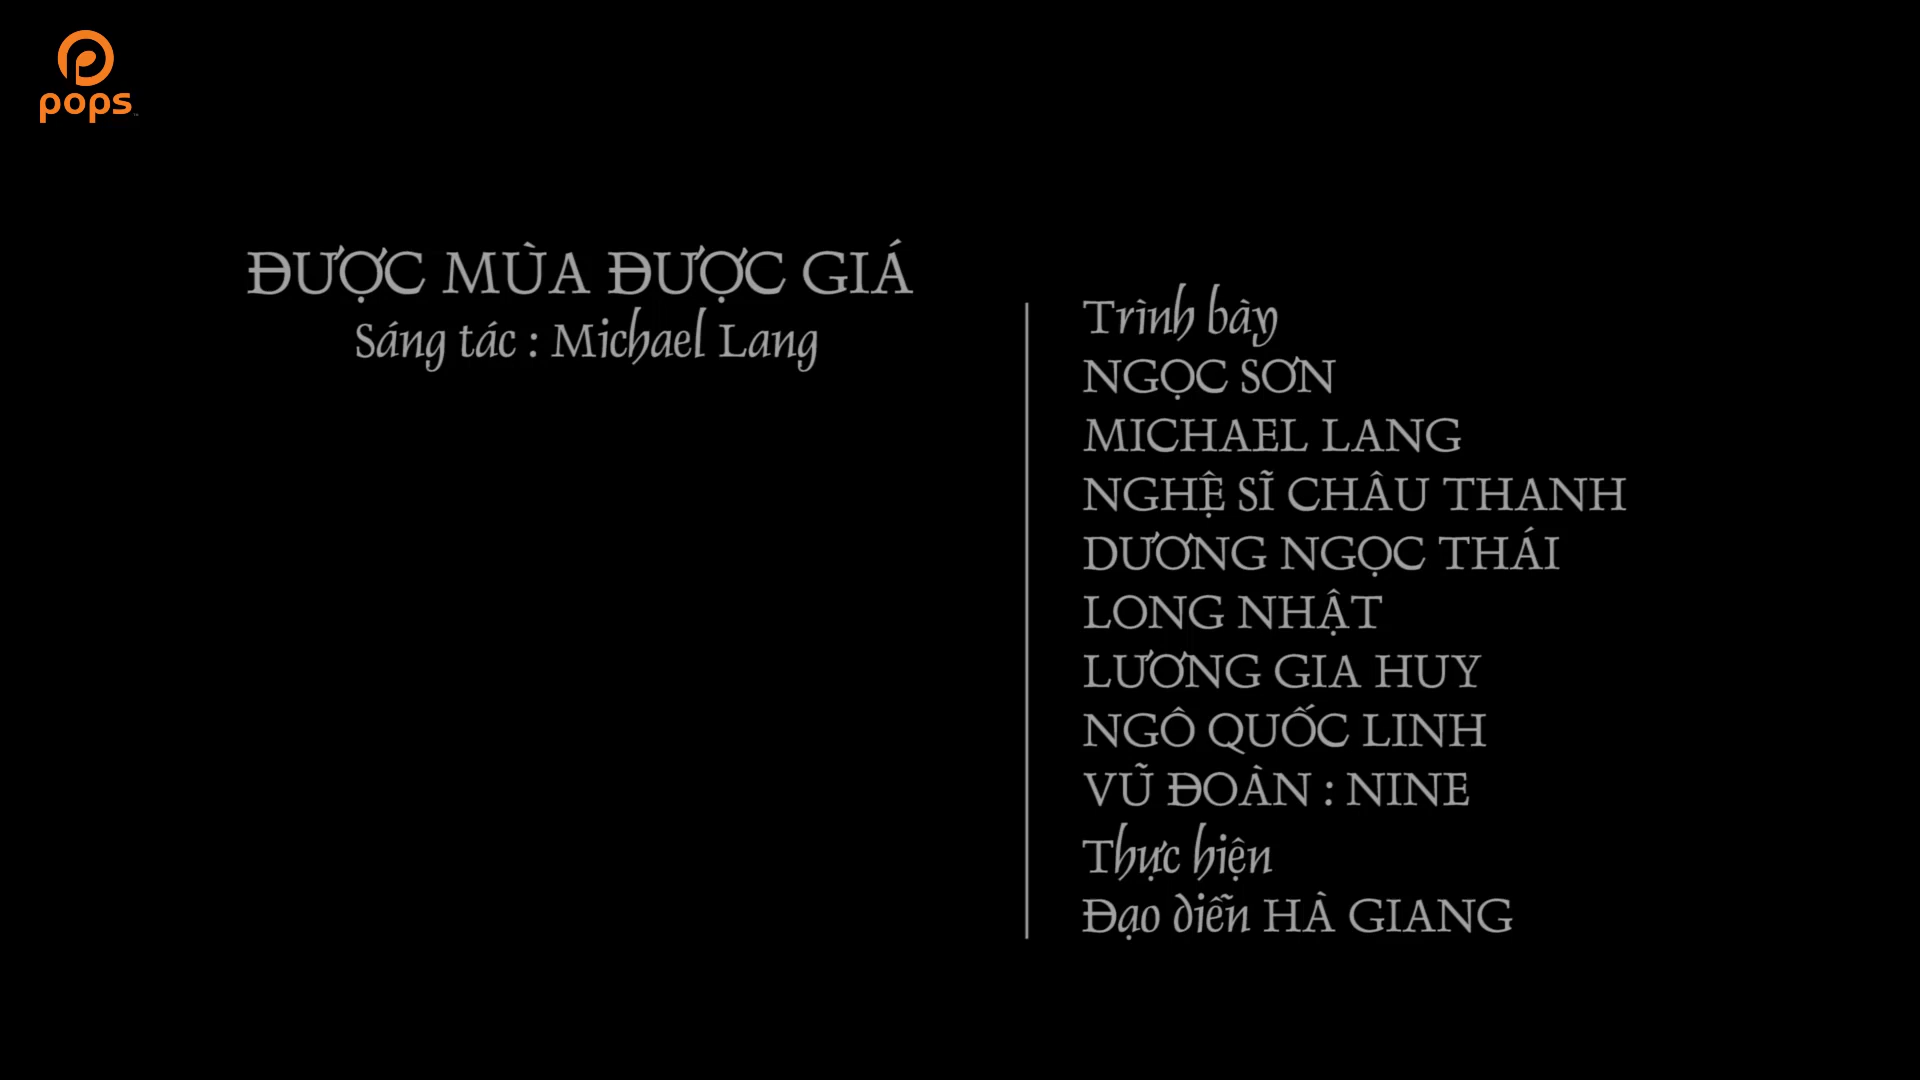 pops
ĐƯỢC MÙA ĐƯỢC GIÁ
Sáng tác : Michael Lang
Trình bày
NGỌC SƠN
MICHAEL LANG
NGHỆ SĨ CHÂU THANH
DƯƠNG NGỌC THÁI
LONG NHẬT
LƯƠNG GIA HUY
NGÔ QUỐC LINH
VŨ ĐOÀN : NINE
Thực hiện
Đạo diễn HÀ GIANG